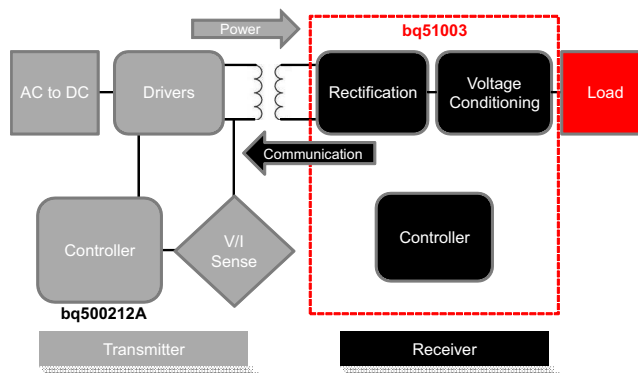 Power
bq51003
AC to DC
Drivers
Rectification
Voltage
Conditioning
Load
Communication
Controller
V/I
Sense
Controller
bq500212A
Transmitter
Receiver